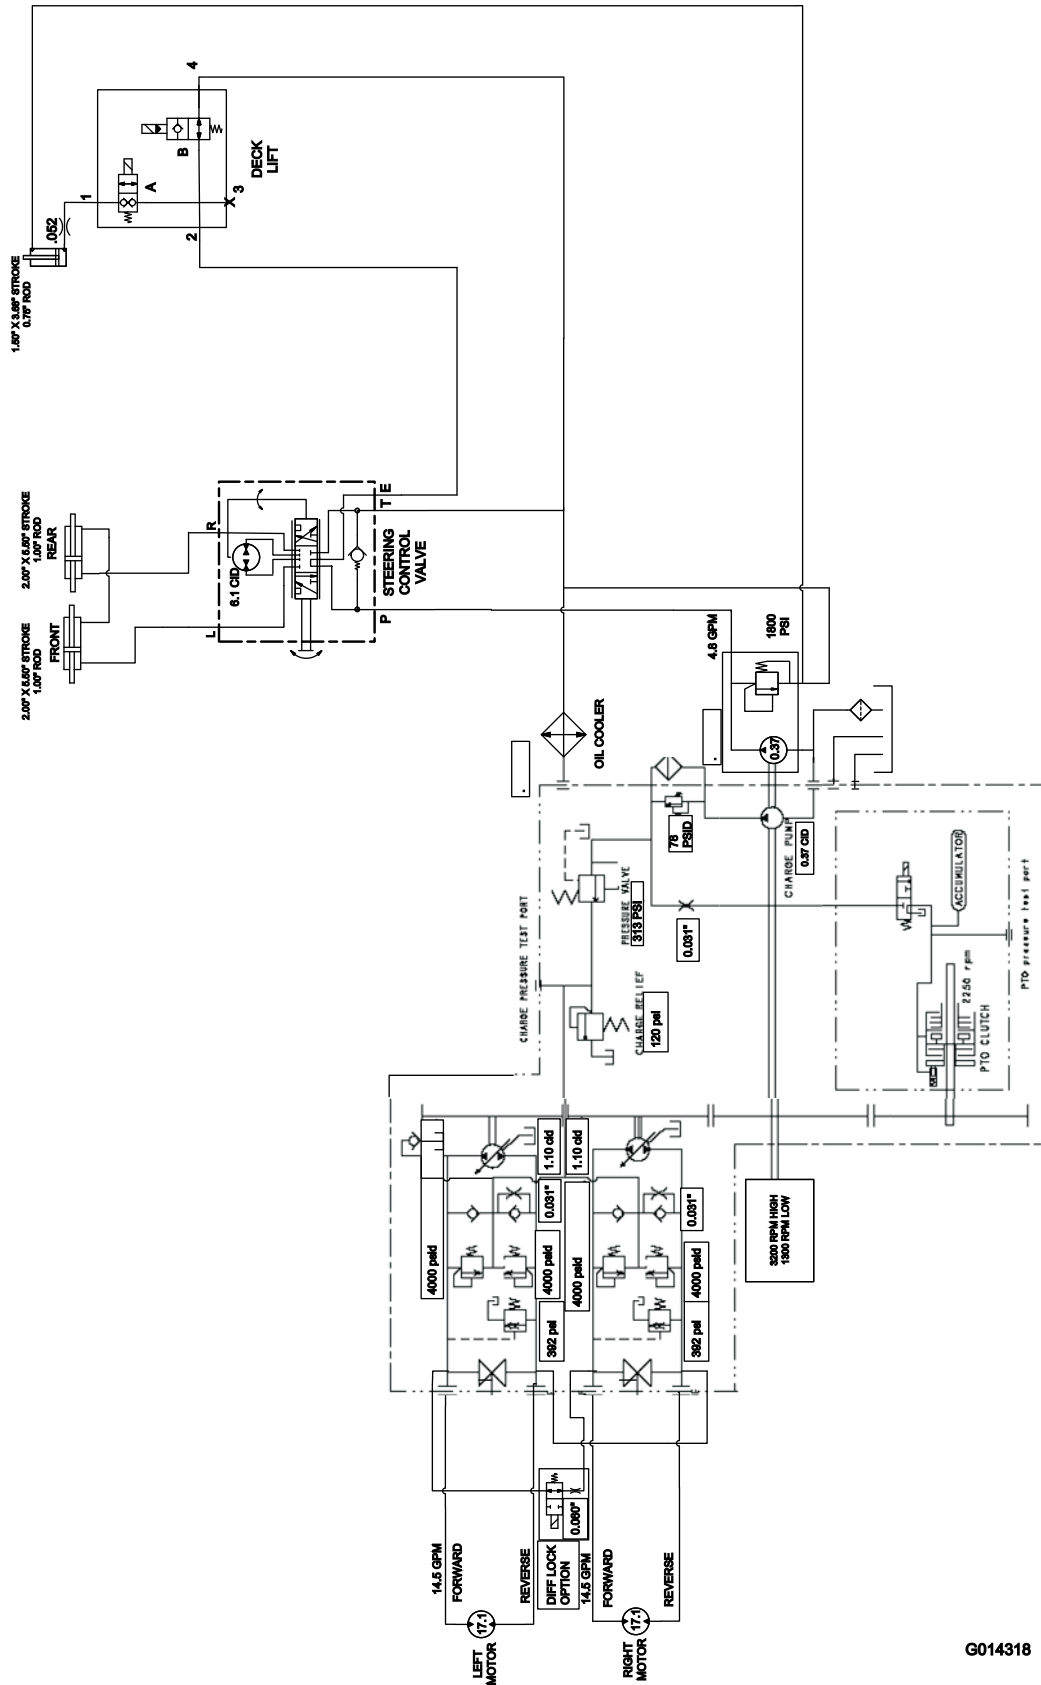 4
B
DECK
LIFT
A
1
3
2
.052
1.50" X 3.88" STROKE
0.75" ROD
2.00" X 5.50" STROKE
1.00" ROD
REAR
2.00" X 5.50" STROKE
1.00" ROD
FRONT
R
L
6.1 CID
E
T
P
STEERING
CONTROL
VALVE
4.8 GPM
1800
PSI
0.37
OIL COOLER
.
.
78
PSID
CHARGE PUMP
0.37 CID
PRESSURE VALVE
313 PSI
0.031"
CHARGE PRESSURE TEST PORT
CHARGE RELIEF
120 psi
ACCUMULATOR
2250 rpm
PTO CLUTCH
PTO pressure test port
3200 RPM HIGH
1300 RPM LOW
1.10 cid
1.10 cid
0.031"
0.031"
4000 psid
4000 psid
4000 psid
4000 psid
392 psi
392 psi
14.5 GPM
FORWARD
REVERSE
DIFF LOCK
OPTION
0.060"
14.5 GPM
FORWARD
REVERSE
17.1
LEFT
MOTOR
17.1
RIGHT
MOTOR
G014318